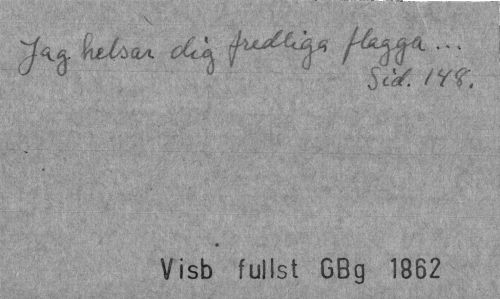 Jag helsar dig fredliga flagga...
Sid. 148.
Visb fullst GBg 1862